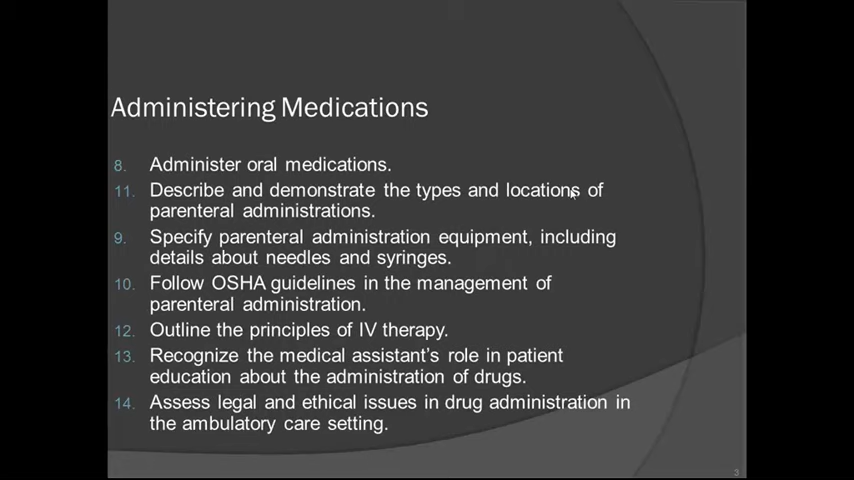 Administering Medications
8. Administer oral medications.
11. Describe and demonstrate the types and locations of
parenteral administrations.
9. Specify parenteral administration equipment, including
details about needles and syringes.
10. Follow OSHA guidelines in the management of
parenteral administration.
12. Outline the principles of IV therapy.
13. Recognize the medical assistant's role in patient
education about the administration of drugs.
14. Assess legal and ethical issues in drug administration in
the ambulatory care setting.
3